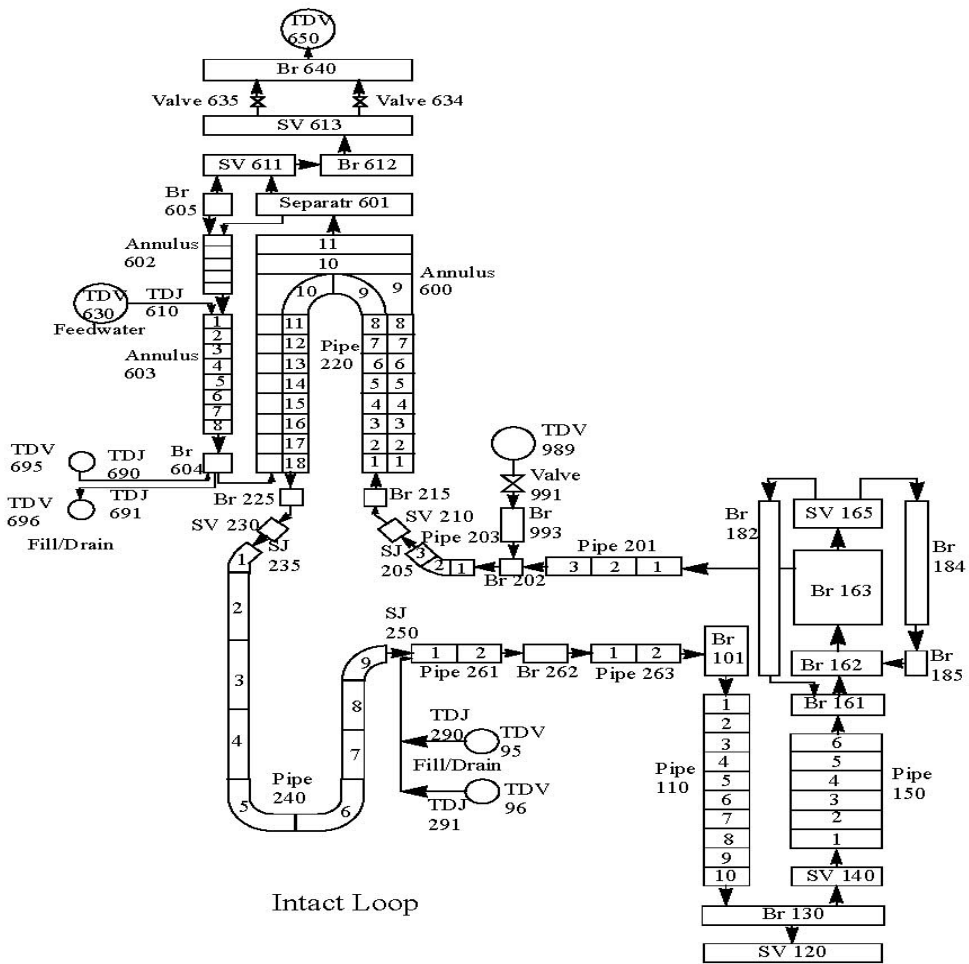 TDV
650
Br 640
Valve 635
Valve 634
SV 613
SV 611
Br 612
Br
605
Separatr 601
Annulus
602
11
10
Annulus
600
10
9
9
TDV
630
TDJ
610
Feedwater
Annulus
603
1
2
3
4
5
6
7
8
11
12
13
14
15
16
17
18
Pipe
220
8 8
7 7
6 6
5 5
4 4
3 3
2 2
1 1
TDV
695
TDJ
690
Br
604
TDV
696
TDJ
691
Fill/Drain
Br 225
Br 215
SV 230
SJ
235
SV 210
Pipe 203
SJ
205
3
2
1
TDV
989
Valve
991
Br
993
Br 202
Pipe 201
3 2 1
Br
182
SV 165
Br
184
Br 163
Br 162
Br
185
Br 161
1
2
3
4
5
6
7
8
9
Pipe
240
SJ
250
1 2
Pipe 261
Br 262
1 2
Pipe 263
Br
101
TDJ
290
TDV
95
Fill/Drain
TDJ
291
TDV
96
Pipe
110
1
2
3
4
5
6
7
8
9
10
6
5
4
3
2
1
Pipe
150
SV 140
Br 130
SV 120
Intact Loop